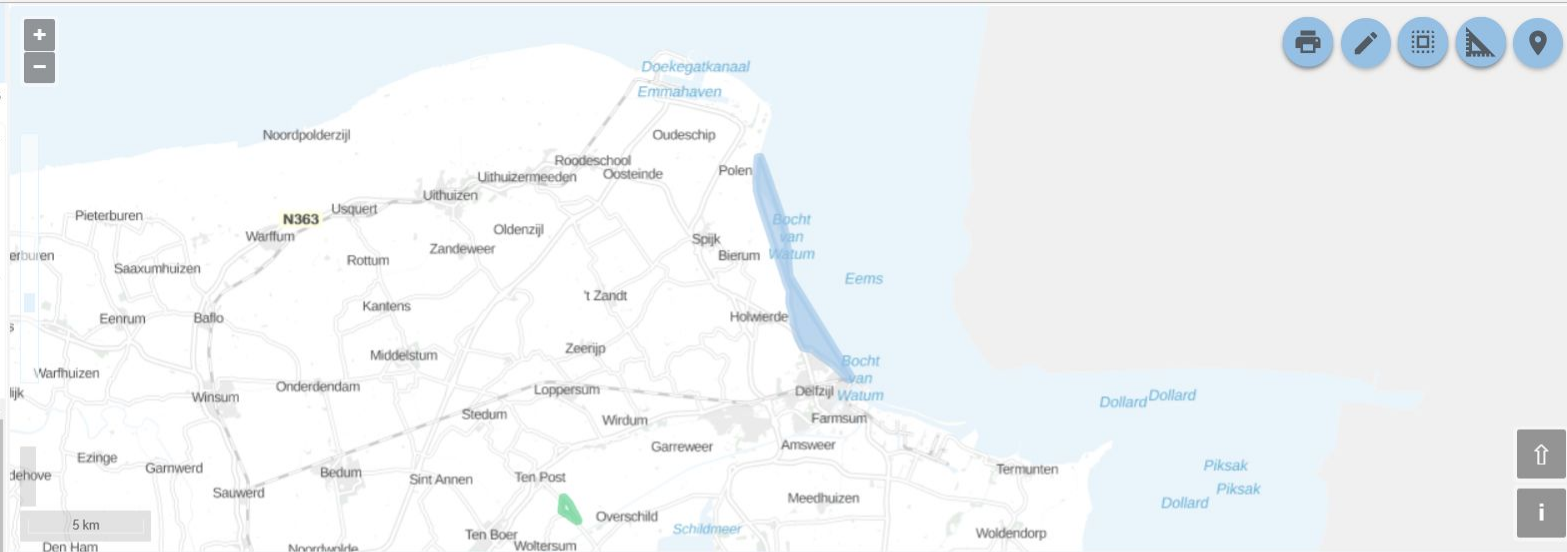 +
−
Doekegatkanaal
Emmahaven
Noordpolderzijl
Oudeschip
Roodeschool
Polen
Uithuizermeeden
Oosteinde
Uithuizen
Usquert
Pieterburen
N363
Bocht
van
Watum
Oldenzijl
Warffum
Spijk
Zandeweer
Bierum
erburen
Rottum
Saaxumhuizen
Eems
't Zandt
Kantens
Eenrum
Baflo
Holwierde
Zeerijp
Middelstum
Bocht
van
Watum
Warfhuizen
Onderdendam
Loppersum
Delfzijl
lijk
Winsum
Dollard
Dollard
Stedum
Wirdum
Farmsum
Garreweer
Amsweer
Ezinge
Garnwerd
Bedum
Termunten
Piksak
dehove
Sint Annen
Ten Post
Piksak
Sauwerd
Meedhuizen
Dollard
5 km
Overschild
Schildmeer
Ten Boer
Woldendorp
Den Ham
Noordwolde
Woltersum
⇧
i